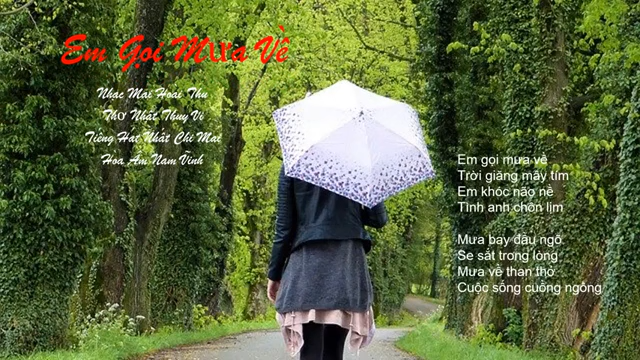 Em Gọi Mưa Về
Nhạc Mai Hoài Thu
Thơ Nhật Thụy Vi
Tiếng Hát Nhật Chi Mai
Hòa Âm Nam Vinh
Em gọi mưa về
Trời giăng mây tím
Em khóc não nề
Tình anh chôn lịm
Mưa bay đầu ngõ
Se sắt trong lòng
Mưa về than thở
Cuộc sống cuồng ngông